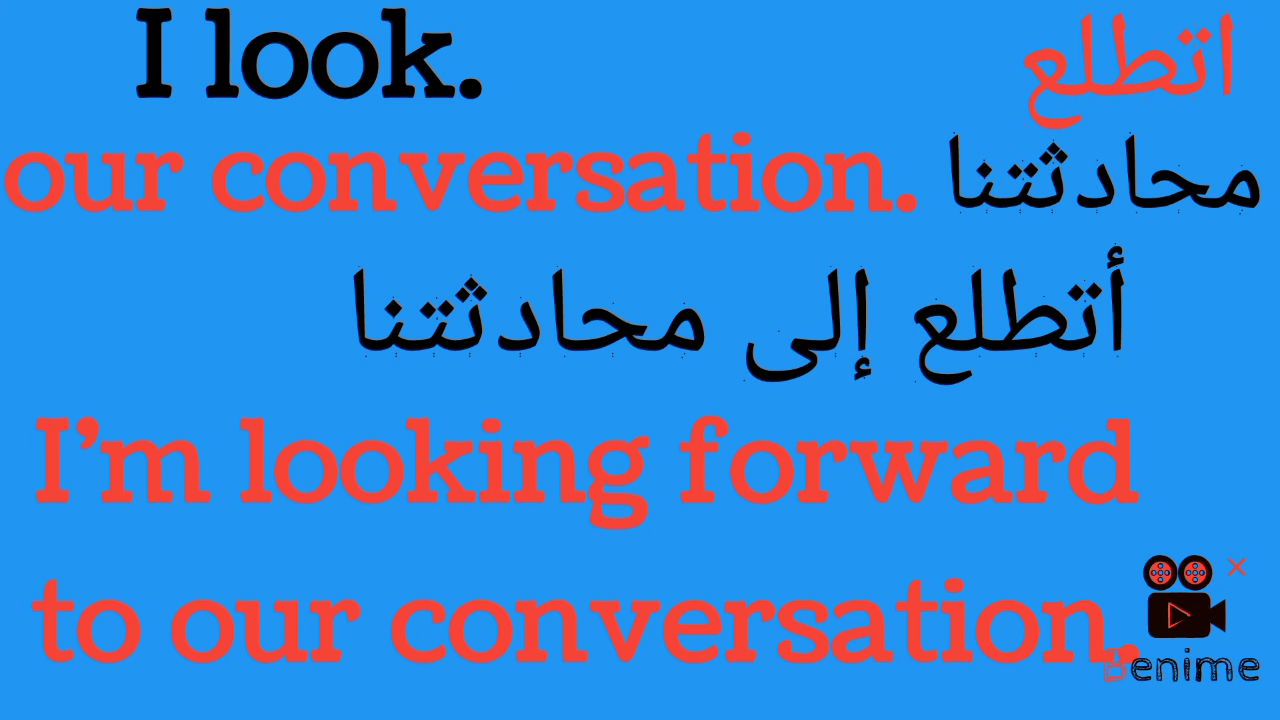 I look. اتطلع
our conversation. محادثتنا
أتطلع إلى محادثتنا
I'm looking forward
to our conversation.
Benime